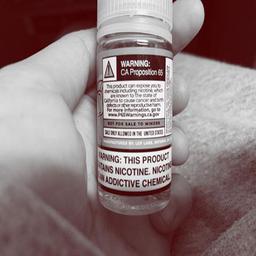 WARNING:
CA Proposition 65
This product can expose you to
chemicals including nicotine, which
are known to the state of
California to cause cancer and birth
defects or other reproductive harm.
For more information, go to
www.P65Warnings.ca.gov
NOT FOR SALE TO MINORS
SALE ONLY ALLOWED IN THE UNITED STATES
WARNING: THIS PRODUCT
NICOTINE. NICOTI
ADDICTIVE CHEMICAL